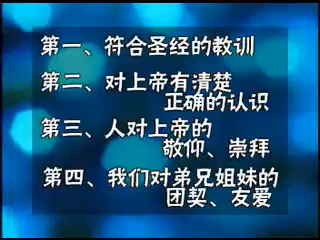 第一、符合圣经的教训
第二、对上帝有清楚
正确的认识
第三、人对上帝的
敬仰、崇拜
第四、我们对弟兄姐妹的
团契、友爱